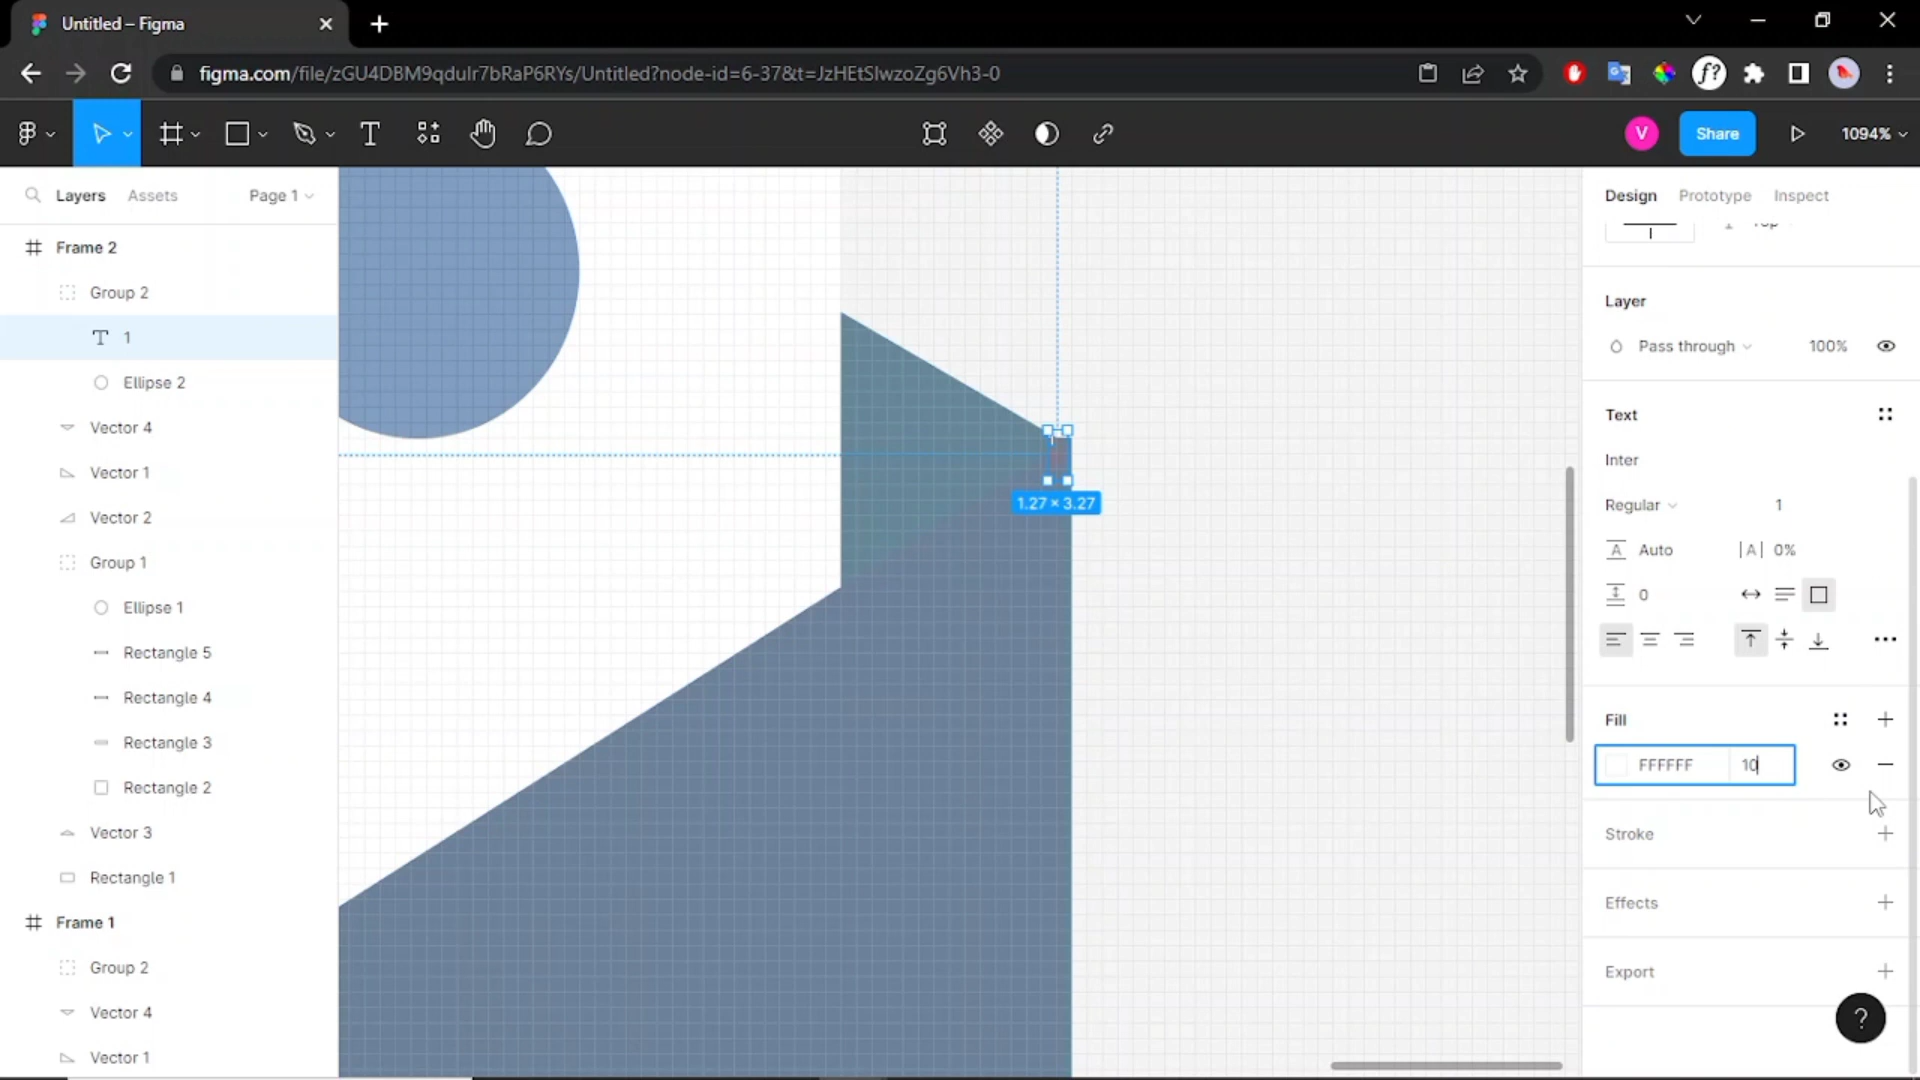 Untitled – Figma
figma.com/file/zGU4DBM9qdulr7bRaP6RYs/Untitled?node-id=6-37&t=JzHEtSlwzoZg6Vh3-0
f?
T
V
Share
1094%
Layers
Assets
Page 1
Design
Prototype
Inspect
Frame 2
Group 2
T 1
Ellipse 2
Vector 4
Vector 1
Vector 2
Group 1
Ellipse 1
Rectangle 5
Rectangle 4
Rectangle 3
Rectangle 2
Vector 3
Rectangle 1
Frame 1
Group 2
Vector 4
Vector 1
1.27 × 3.27
Top
Layer
Pass through
100%
Text
Inter
Regular
1
A Auto
|A| 0%
0
Fill
FFFFFF
10
Stroke
Effects
Export
?